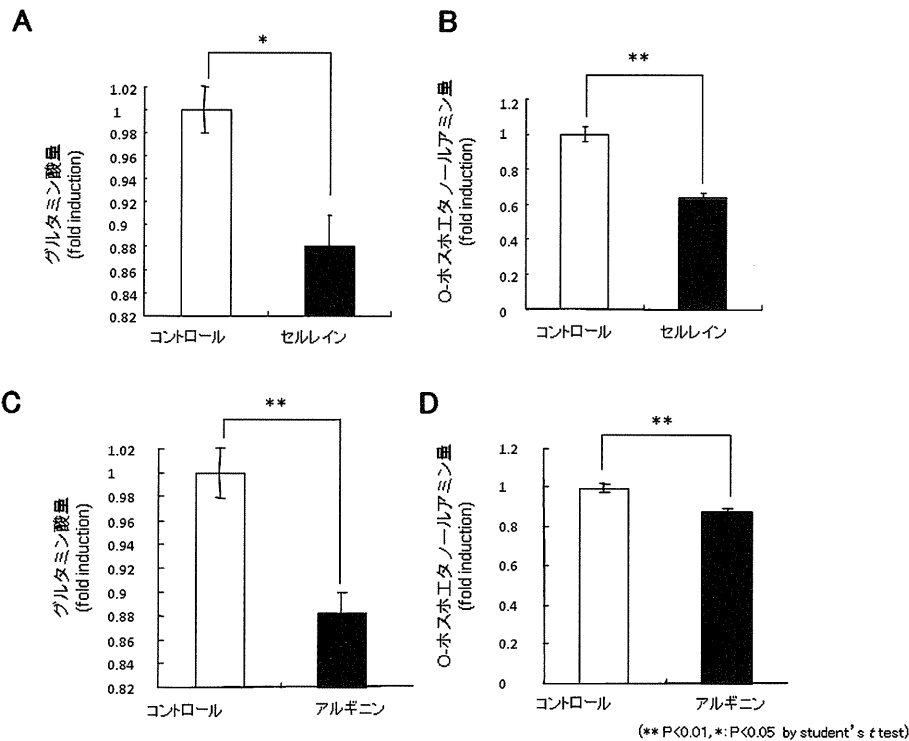 A
*
グルタミン酸量
(fold induction)
1.02
1
0.98
0.96
0.94
0.92
0.9
0.88
0.86
0.84
0.82
コントロール
セルレイン
B
**
O-ホスホエタノールアミン量
(fold induction)
1.2
1
0.8
0.6
0.4
0.2
0
コントロール
セルレイン
C
**
グルタミン酸量
(fold induction)
1.02
1
0.98
0.96
0.94
0.92
0.9
0.88
0.86
0.84
0.82
コントロール
アルギニン
D
**
O-ホスホエタノールアミン量
(fold induction)
1.2
1
0.8
0.6
0.4
0.2
0
コントロール
アルギニン
(** P<0.01, *: P<0.05 by student's t test)